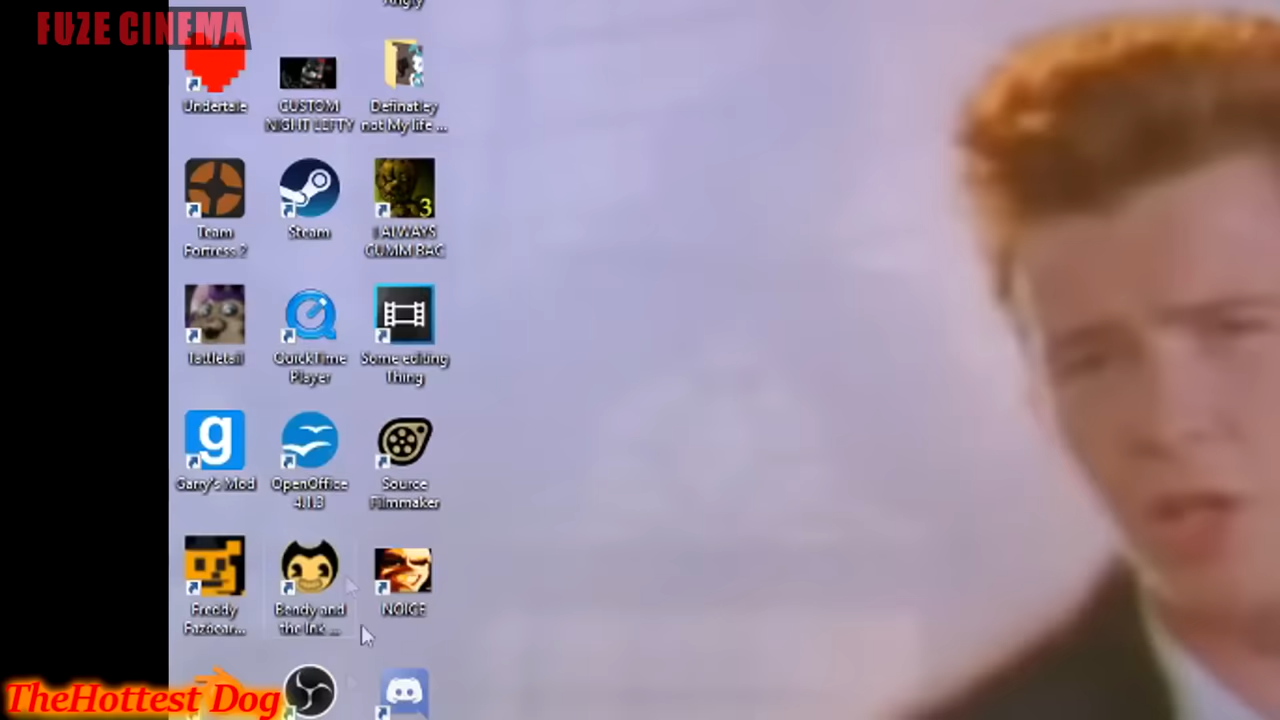 FUZE CINEMA
Undertale
CUSTOM
NIGHT LEFTY
Definatley
not My life ...
Team
Fortress 2
Steam
3
I ALWAYS
CUMM BAC
Tattletail
QuickTime
Player
Some editing
Thing
g
Garry's Mod
OpenOffice
4.1.3
Source
Filmmaker
Freddy
Fazbear...
Bendy and
the Ink ...
NOICE
TheHottest Dog